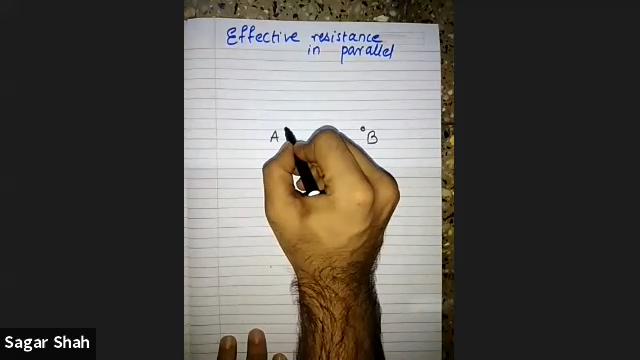 Effective resistance
in parallel
A
B
Sagar Shah